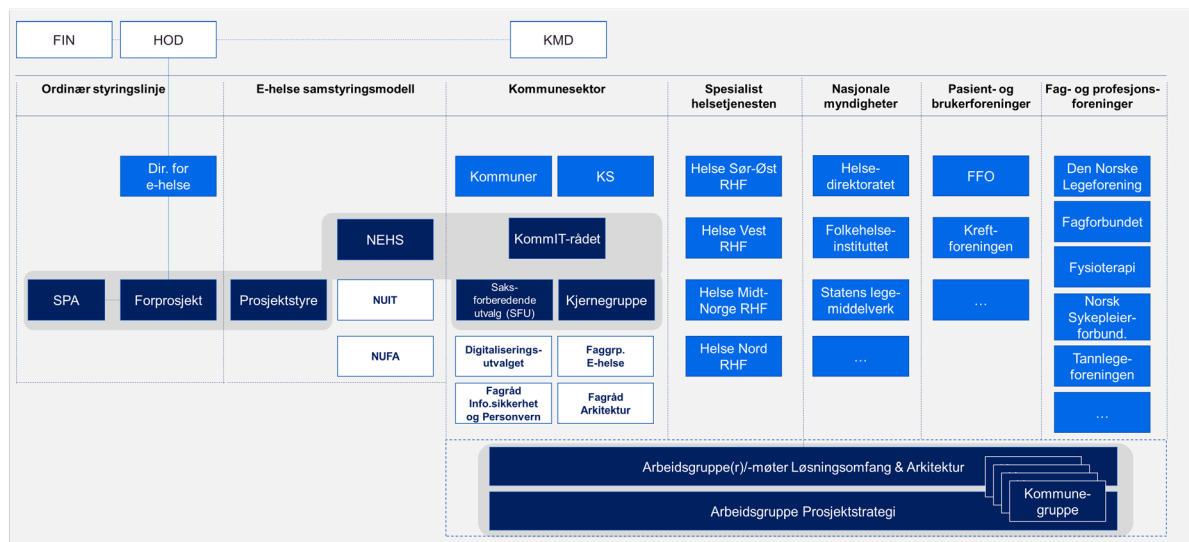 FIN
HOD
KMD
Ordinær styringslinje
E-helse samstyringsmodell
Kommunesektor
Spesialist
helsetjenesten
Nasjonale
myndigheter
Pasient- og
brukerforeninger
Fag- og profesjons-
foreninger
Dir. for
e-helse
Kommuner
KS
Helse Sør-Øst
RHF
Helse-
direktoratet
FFO
Den Norske
Legeforening
NEHS
KommIT-rådet
Helse Vest
RHF
Folkehelse-
instituttet
Kreft-
foreningen
Fagforbundet
Fysioterapi
SPA
Forprosjekt
Prosjektstyre
NUIT
Saks-
forberedende
utvalg (SFU)
Kjernegruppe
Helse Midt-
Norge RHF
Statens lege-
middelverk
...
Norsk
Sykepleier-
forbund.
NUFA
Digitaliserings-
utvalget
Faggrp.
E-helse
Helse Nord
RHF
...
Tannlege-
foreningen
Fagråd
Info.sikkerhet
og Personvern
Fagråd
Arkitektur
...
Arbeidsgruppe(r)/-møter Løsningsomfang & Arkitektur
Arbeidsgruppe Prosjektstrategi
Kommune-
gruppe